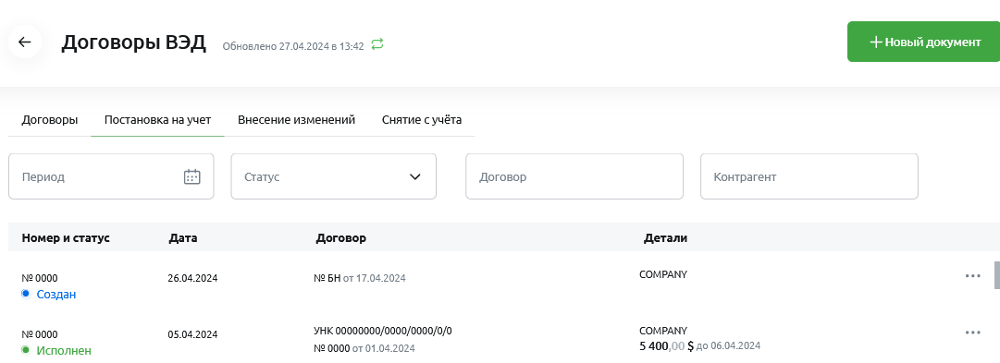 Договоры ВЭД Обновлено 27.04.2024 в 13:42 Новый документ
Договоры Постановка на учет Внесение изменений Снятие с учёта
Период Статус Договор Контрагент
Номер и статус Дата Договор Детали
№ 0000 26.04.2024 № БН от 17.04.2024 COMPANY
Создан
№ 0000 05.04.2024 УНК 00000000/0000/0000/0/0 COMPANY
Исполнен № 0000 от 01.04.2024 5 400,00 $ до 06.04.2024